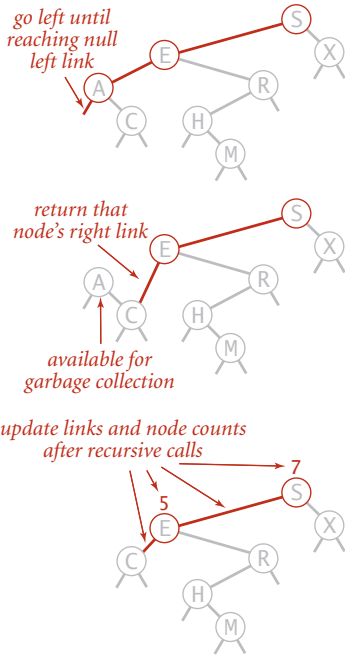 go left until
reaching null
left link
S
E
X
A
R
C
H
M
return that
node's right link
S
E
X
A
R
C
H
M
available for
garbage collection
update links and node counts
after recursive calls
7
5
S
E
X
C
R
H
M